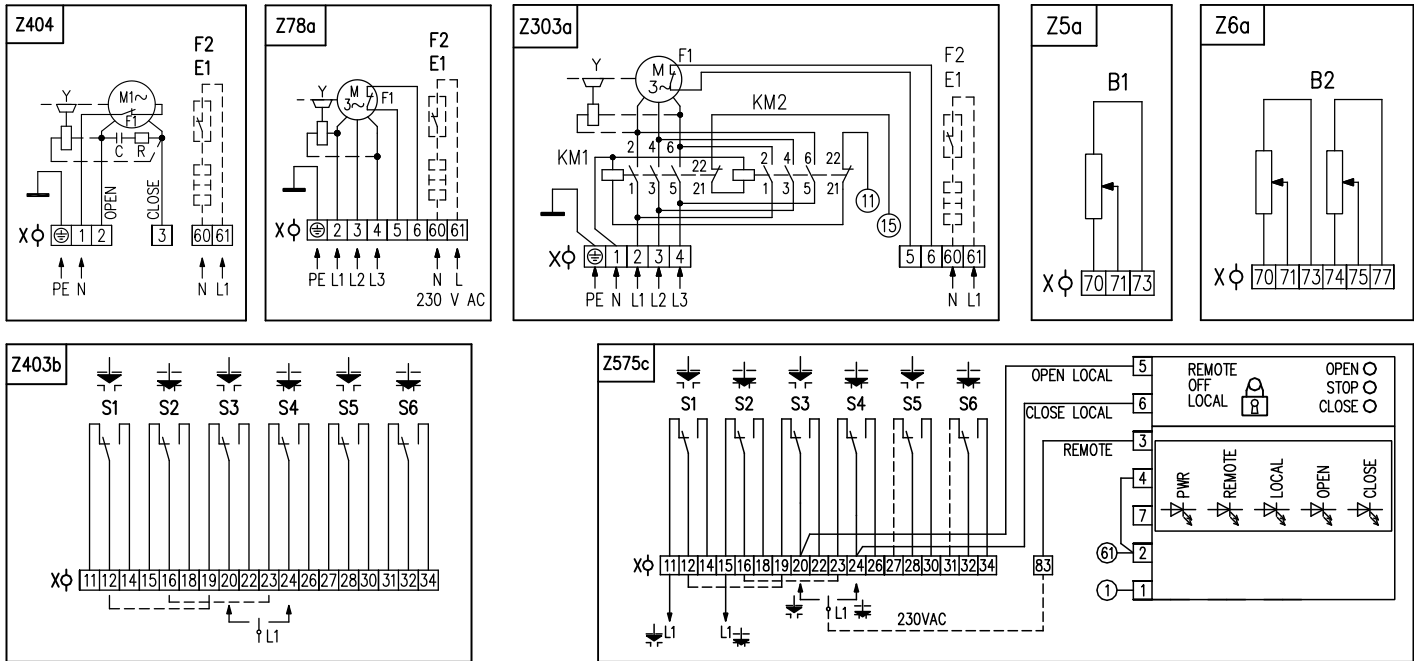 Z404
F2
E1
Y
M1~
F1
C
R
OPEN
CLOSE
X
1 2 3 60 61
PE N N L1
Z78a
F2
E1
Y
M
3~
F1
X
2 3 4 5 6 60 61
PE L1 L2 L3 N L
230 V AC
Z303a
F2
E1
Y
M
3~
F1
KM2
2 4 6 2 4 6 22
KM1
22
1 3 5 21 1 3 5 21
11
15
X
1 2 3 4 5 6 60 61
PE N L1 L2 L3 N L1
Z5a
B1
X
70 71 73
Z6a
B2
X
70 71 73 74 75 77
Z403b
S1 S2 S3 S4 S5 S6
X
11 12 14 15 16 18 19 20 22 23 24 26 27 28 30 31 32 34
L1
Z575c
S1 S2 S3 S4 S5 S6
X
11 12 14 15 16 18 19 20 22 23 24 26 27 28 30 31 32 34
83
L1 L1 L1
230VAC
OPEN LOCAL
CLOSE LOCAL
REMOTE
5
6
3
4
7
61 2
1 1
REMOTE
OFF
LOCAL
OPEN
STOP
CLOSE
PWR
REMOTE
LOCAL
OPEN
CLOSE